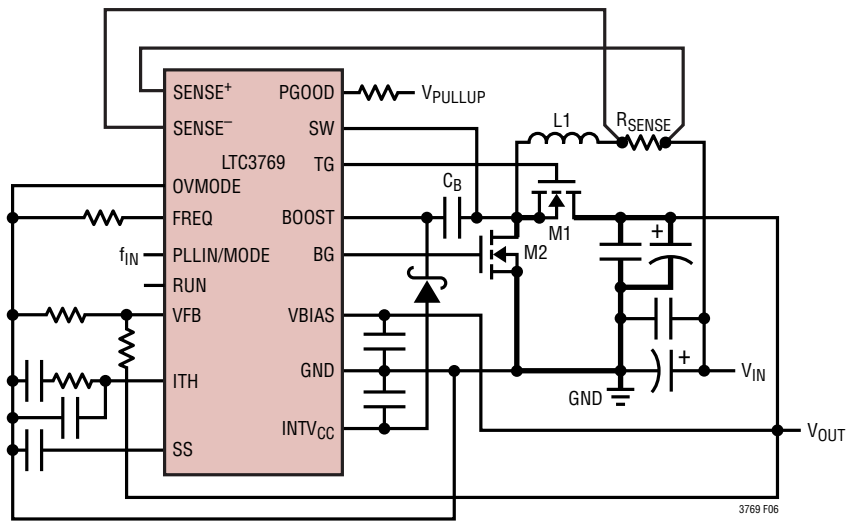 SENSE+
SENSE–
LTC3769
OVMODE
FREQ
fIN
PLLIN/MODE
RUN
VFB
ITH
SS
PGOOD
SW
TG
BOOST
BG
VBIAS
GND
INTVCC
VPULLUP
CB
L1
RSENSE
M1
M2
+
+
GND
VIN
VOUT
3769 F06